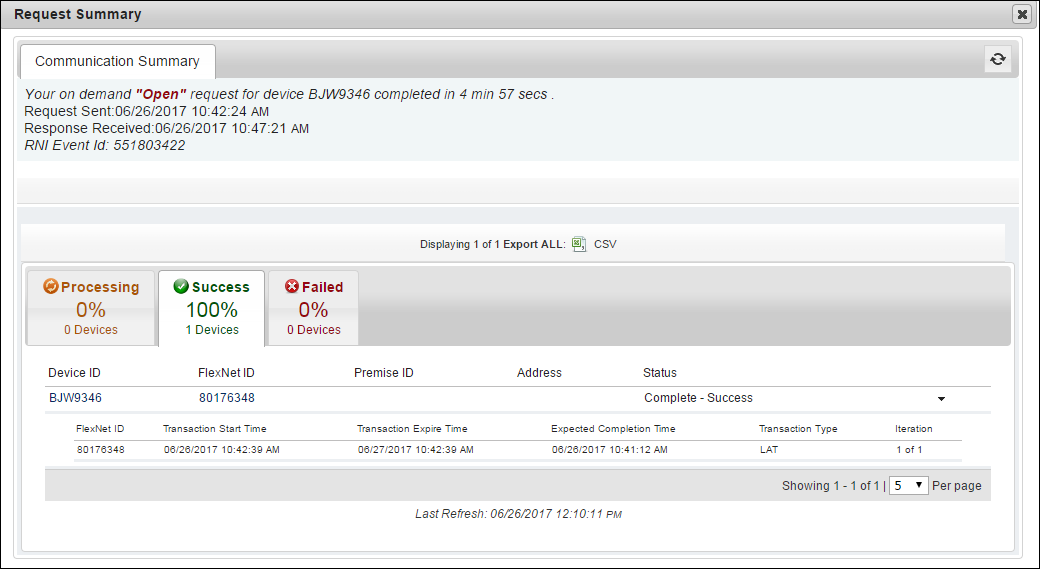 Request Summary
Communication Summary
Your on demand "Open" request for device BJW9346 completed in 4 min 57 secs .
Request Sent:06/26/2017 10:42:24 AM
Response Received:06/26/2017 10:47:21 AM
RNI Event Id: 551803422
Displaying 1 of 1 Export ALL: CSV
Processing Success Failed
0% 100% 0%
0 Devices 1 Devices 0 Devices
Device ID FlexNet ID Premise ID Address Status
BJW9346 80176348 Complete - Success
FlexNet ID Transaction Start Time Transaction Expire Time Expected Completion Time Transaction Type Iteration
80176348 06/26/2017 10:42:39 AM 06/27/2017 10:42:39 AM 06/26/2017 10:41:12 AM LAT 1 of 1
Showing 1 - 1 of 1 | 5 Per page
Last Refresh: 06/26/2017 12:10:11 PM